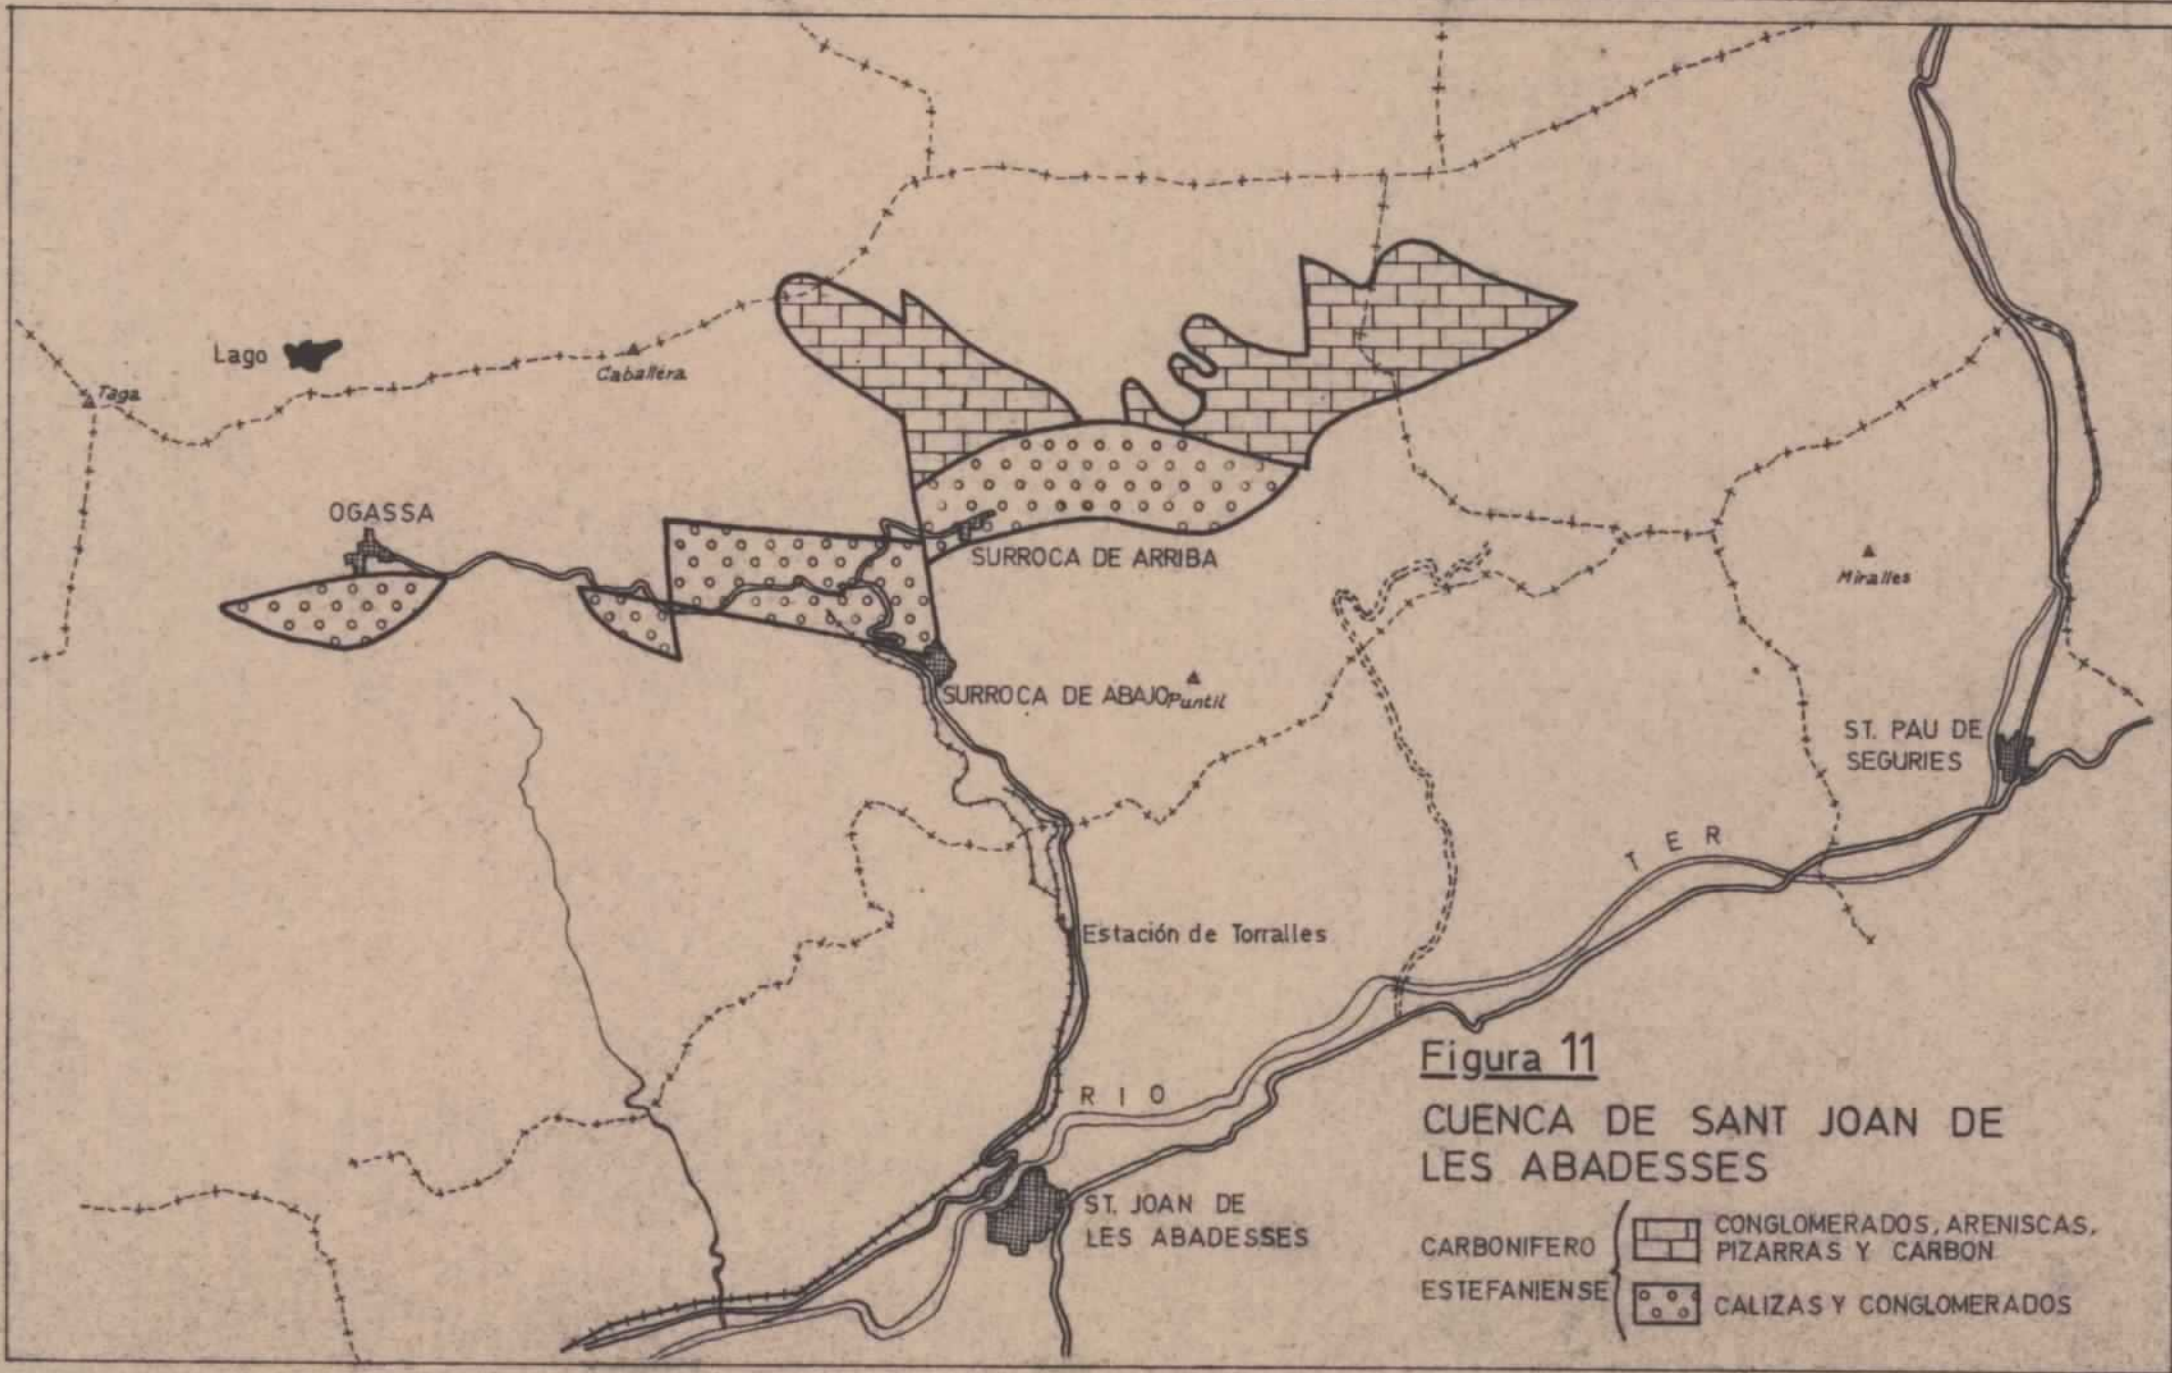 Lago
Caballera
Taga
OGASSA
SURROCA DE ARRIBA
Miralles
SURROCA DE ABAJO
Puntil
ST. PAU DE
SEGURIES
TER
Estación de Torralles
RIO
Figura 11
CUENCA DE SANT JOAN DE
LES ABADESSES
ST. JOAN DE
LES ABADESSES
CARBONIFERO
ESTEFANIENSE
CONGLOMERADOS, ARENISCAS,
PIZARRAS Y CARBON
CALIZAS Y CONGLOMERADOS